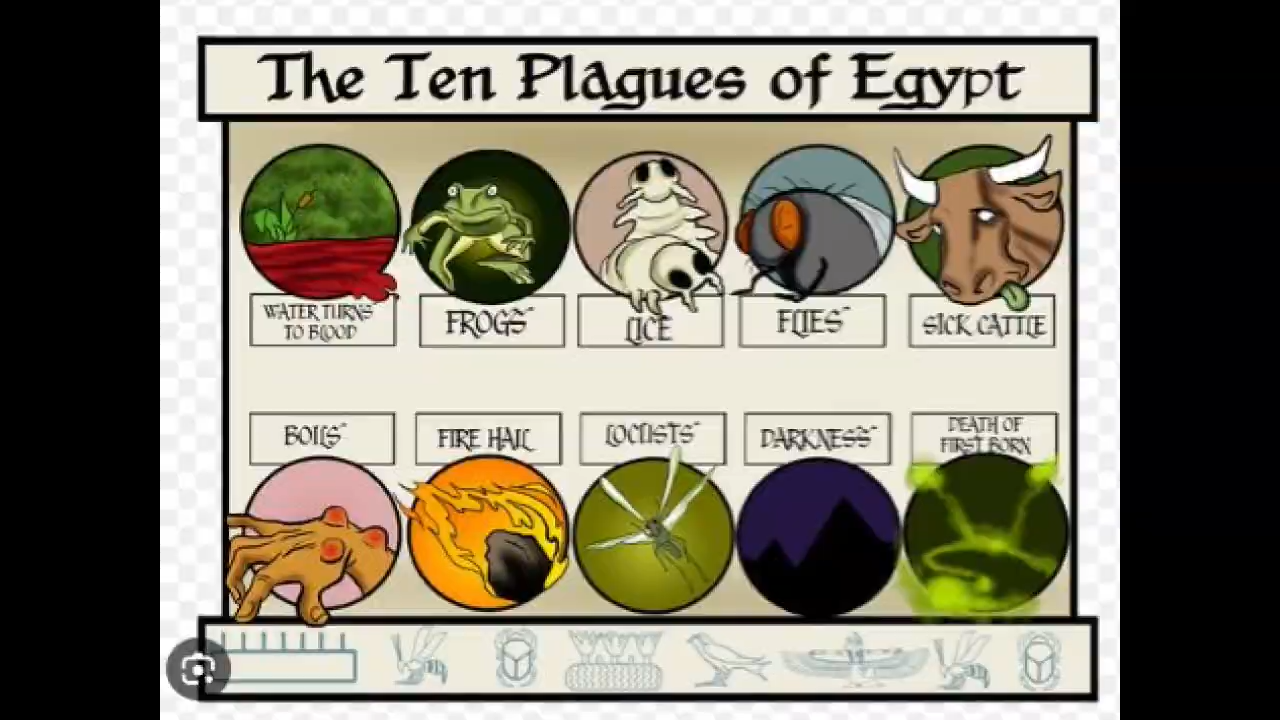 The Ten Plagues of Egypt
WATER TURNS
TO BLOOD
FROGS
LICE
FLIES
SICK CATTLE
BOILS
FIRE HAIL
LOCUSTS
DARKNESS
DEATH OF
FIRST BORN